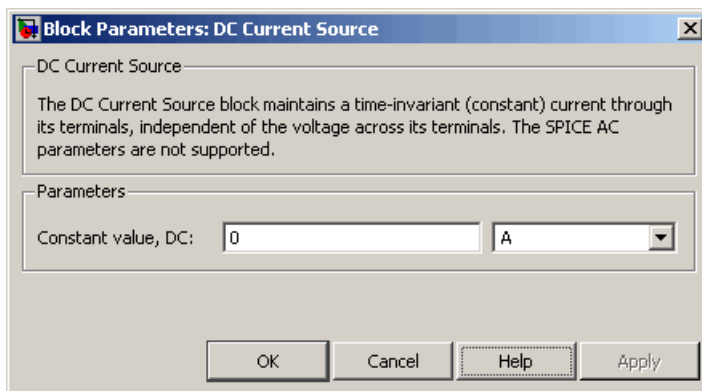 Block Parameters: DC Current Source
DC Current Source
The DC Current Source block maintains a time-invariant (constant) current through
its terminals, independent of the voltage across its terminals. The SPICE AC
parameters are not supported.
Parameters
Constant value, DC: 0 A
OK Cancel Help Apply